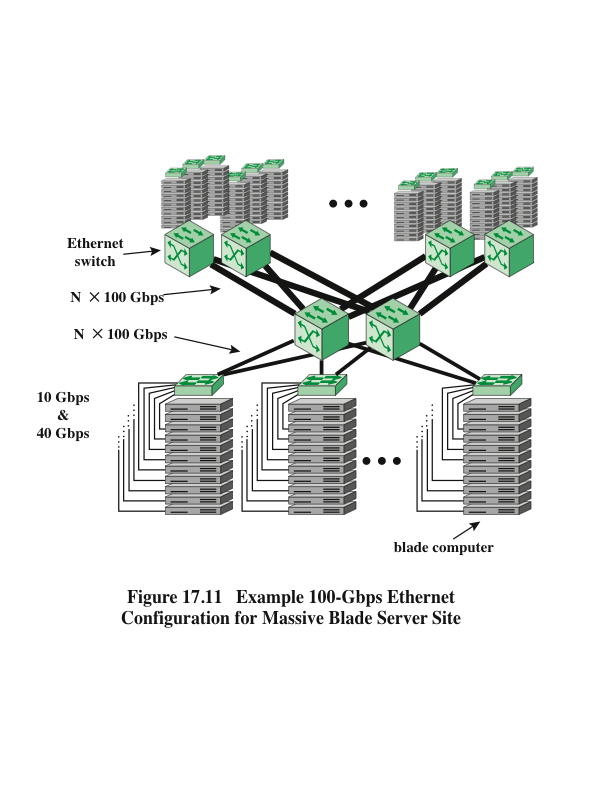 Ethernet
switch
N × 100 Gbps
N × 100 Gbps
10 Gbps
&
40 Gbps
blade computer
Figure 17.11 Example 100-Gbps Ethernet
Configuration for Massive Blade Server Site